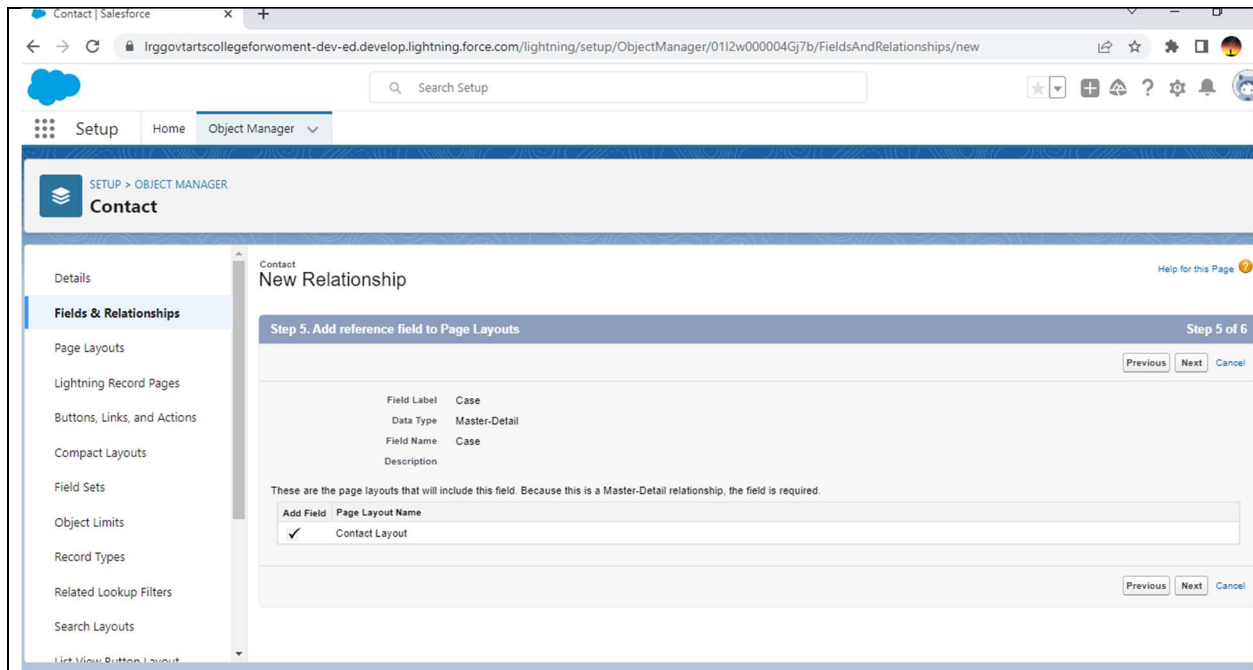 Contact | Salesforce
lrggovtartscollegeforwoment-dev-ed.develop.lightning.force.com/lightning/setup/ObjectManager/01I2w000004Gj7b/FieldsAndRelationships/new
Search Setup
Setup Home Object Manager
SETUP > OBJECT MANAGER
Contact
Details
Fields & Relationships
Page Layouts
Lightning Record Pages
Buttons, Links, and Actions
Compact Layouts
Field Sets
Object Limits
Record Types
Related Lookup Filters
Search Layouts
List View Button Layout
Contact
New Relationship
Help for this Page
Step 5. Add reference field to Page Layouts Step 5 of 6
Previous Next Cancel
Field Label Case
Data Type Master-Detail
Field Name Case
Description
These are the page layouts that will include this field. Because this is a Master-Detail relationship, the field is required.
Add Field Page Layout Name
Contact Layout
Previous Next Cancel